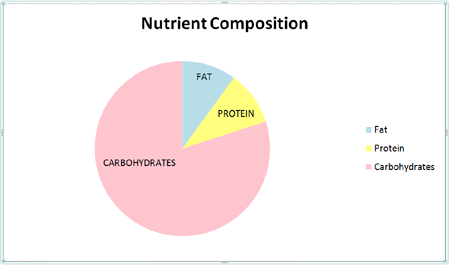 Nutrient Composition
FAT
PROTEIN
CARBOHYDRATES
Fat
Protein
Carbohydrates